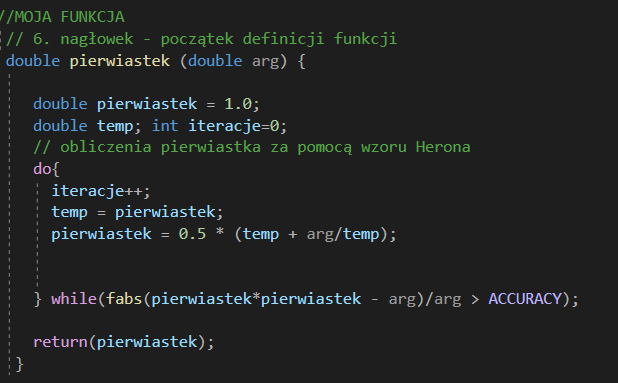 //MOJA FUNKCJA
// 6. nagłowek - początek definicji funkcji
double pierwiastek (double arg) {
double pierwiastek = 1.0;
double temp; int iteracje=0;
// obliczenia pierwiastka za pomocą wzoru Herona
do{
iteracje++;
temp = pierwiastek;
pierwiastek = 0.5 * (temp + arg/temp);
} while(fabs(pierwiastek*pierwiastek - arg)/arg > ACCURACY);
return(pierwiastek);
}